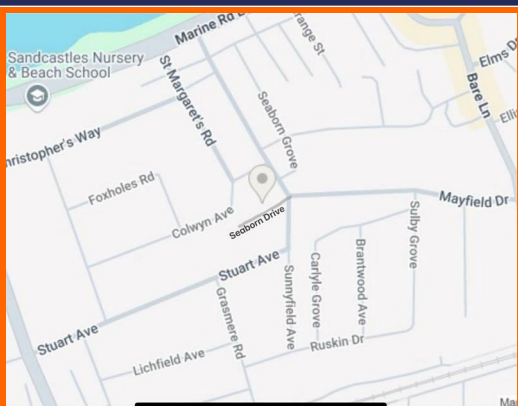 Marine Rd
Sandcastles Nursery
& Beach School
St Margaret's Rd
Elms
Bare Ln
Seaborn Grove
Foxholes Rd
Colwyn Ave
Seaborn Drive
Mayfield Dr
Sulby Grove
Stuart Ave
Sunnyfield Ave
Carlyle Grove
Brantwood Ave
Grasmere Rd
Stuart Ave
Ruskin Dr
Lichfield Ave